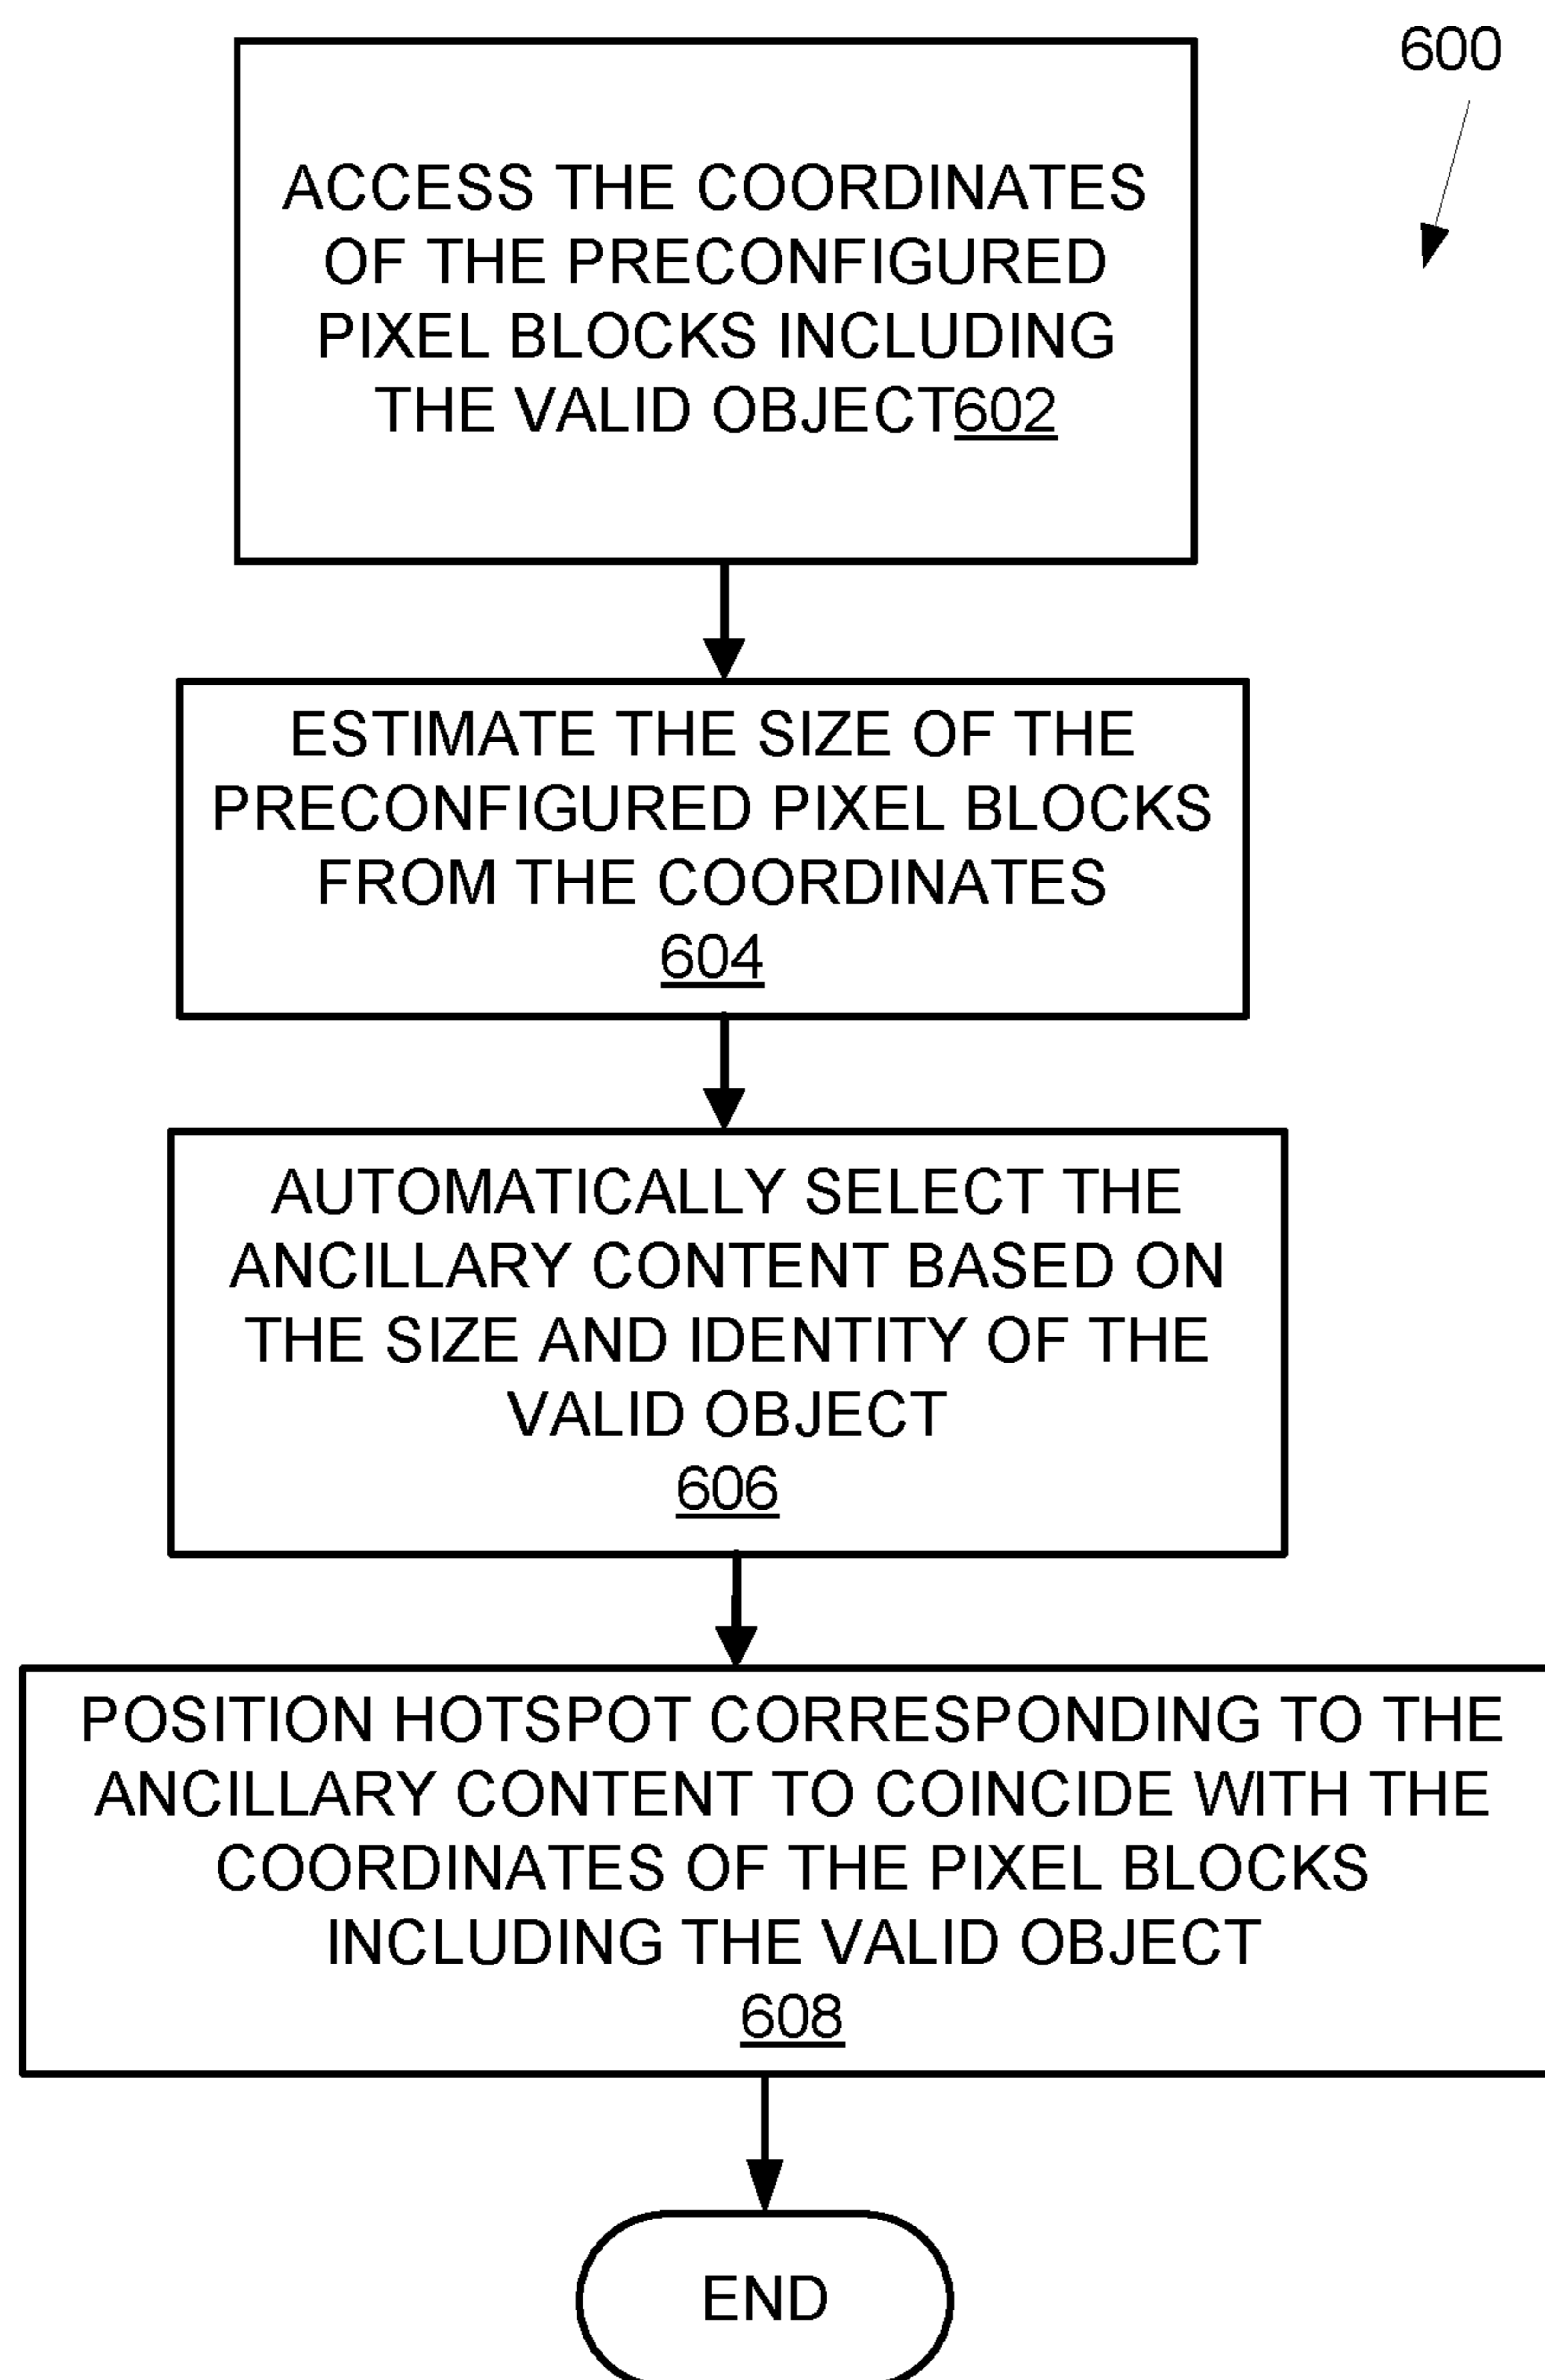 600
ACCESS THE COORDINATES
OF THE PRECONFIGURED
PIXEL BLOCKS INCLUDING
THE VALID OBJECT602
ESTIMATE THE SIZE OF THE
PRECONFIGURED PIXEL BLOCKS
FROM THE COORDINATES
604
AUTOMATICALLY SELECT THE
ANCILLARY CONTENT BASED ON
THE SIZE AND IDENTITY OF THE
VALID OBJECT
606
POSITION HOTSPOT CORRESPONDING TO THE
ANCILLARY CONTENT TO COINCIDE WITH THE
COORDINATES OF THE PIXEL BLOCKS
INCLUDING THE VALID OBJECT
608
END